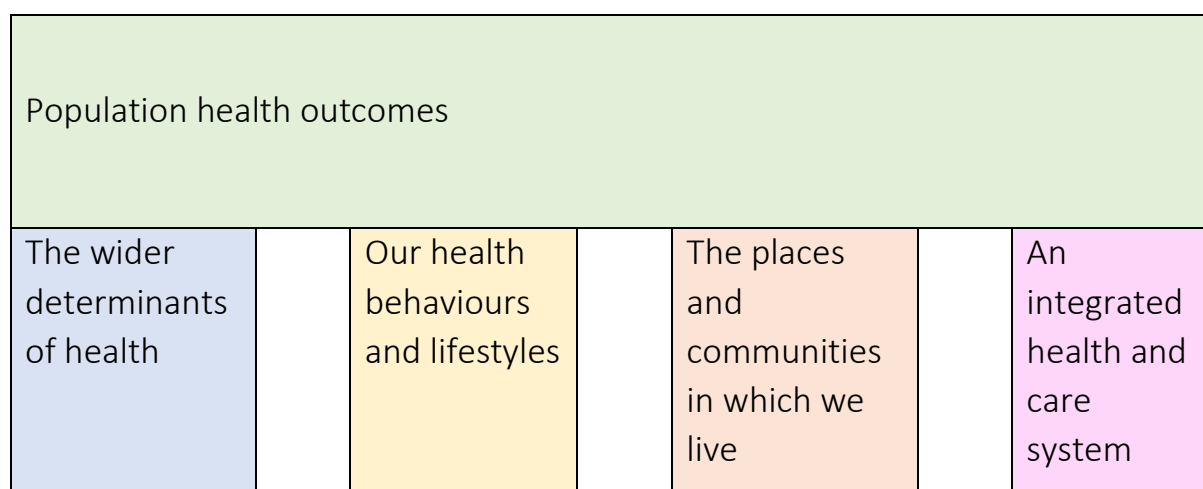 Population health outcomes
The wider
determinants
of health
Our health
behaviours
and lifestyles
The places
and
communities
in which we
live
An
integrated
health and
care
system